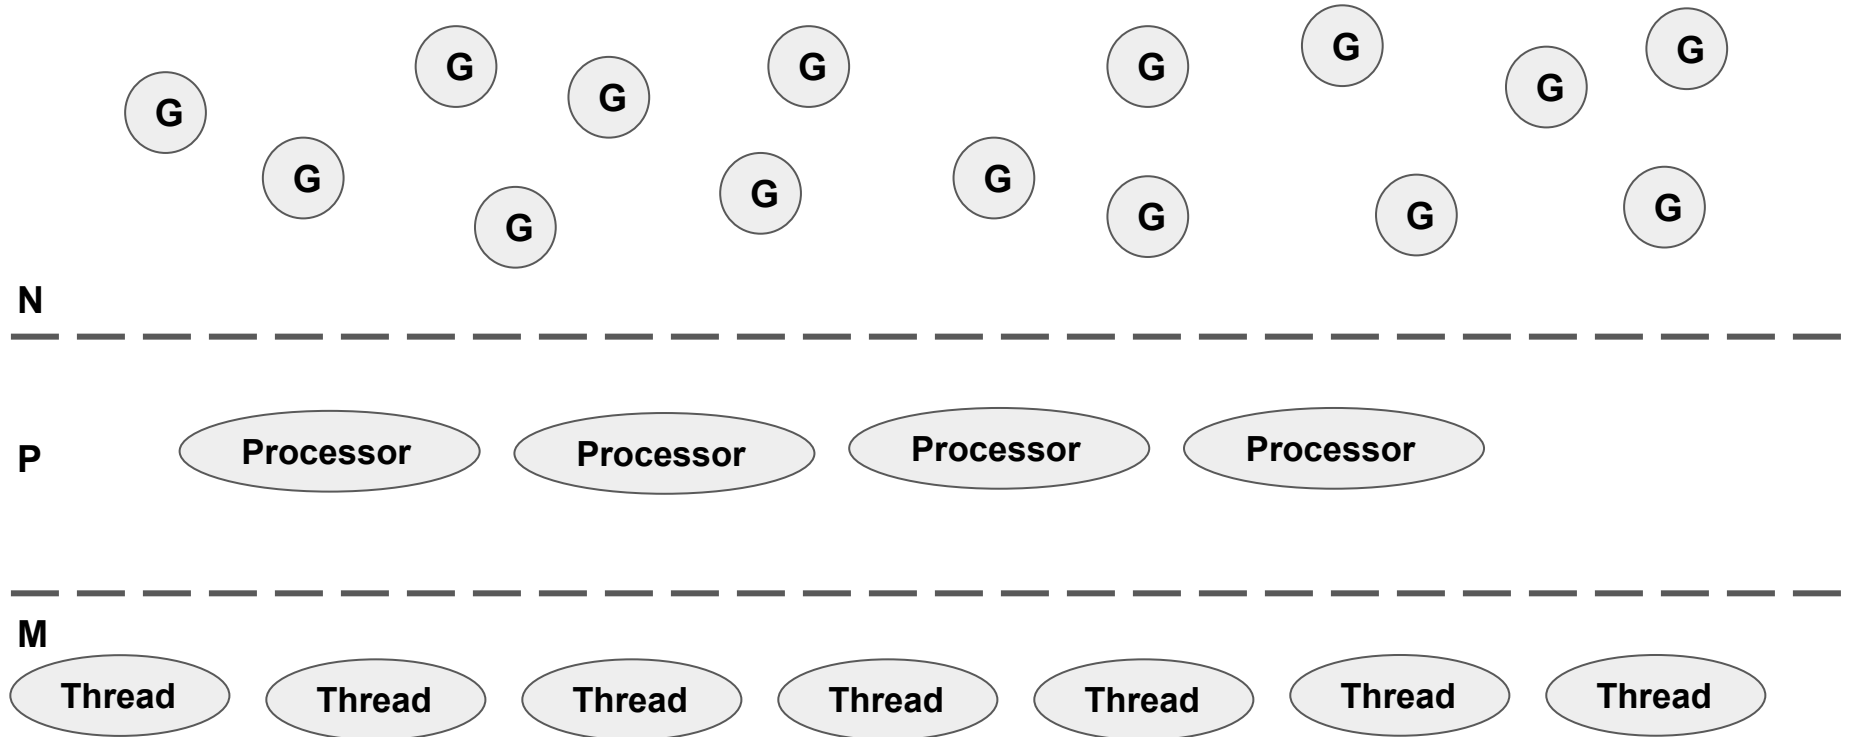 G G G G G G G G
G G G G G G G
N
P
Processor Processor Processor Processor
M
Thread Thread Thread Thread Thread Thread Thread